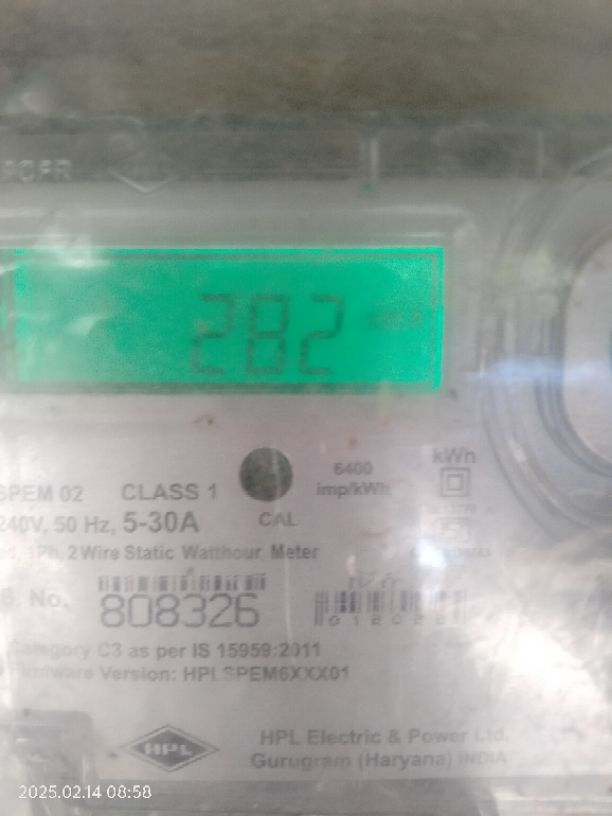 282
SPEM 02 CLASS 1
6400
imp/kWh
kWh
240V, 50 Hz, 5-30A
CAL
1Ph. 2 Wire Static Watthour Meter
No. 808326
Category C3 as per IS 15959:2011
Version: HPLSPEM6XXX01
HPL
HPL Electric & Power Ltd.
Gurugram (Haryana) INDIA
2025.02.14 08:58